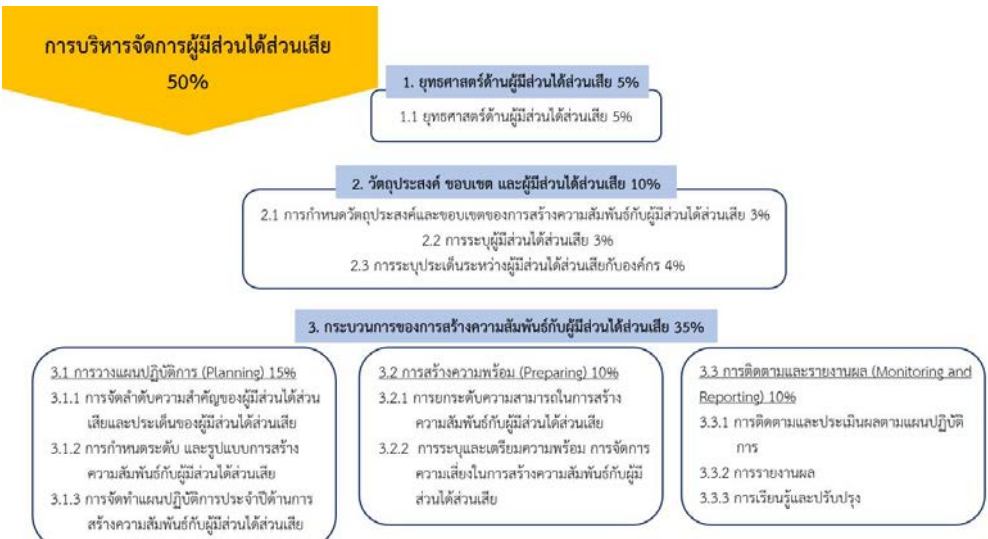 การบริหารจัดการผู้มีส่วนได้ส่วนเสีย
50%
1. ยุทธศาสตร์ด้านผู้มีส่วนได้ส่วนเสีย 5%
1.1 ยุทธศาสตร์ด้านผู้มีส่วนได้ส่วนเสีย 5%
2. วัตถุประสงค์ ขอบเขต และผู้มีส่วนได้ส่วนเสีย 10%
2.1 การกำหนดวัตถุประสงค์และขอบเขตของการสร้างความสัมพันธ์กับผู้มีส่วนได้ส่วนเสีย 3%
2.2 การระบุผู้มีส่วนได้ส่วนเสีย 3%
2.3 การระบุประเด็นระหว่างผู้มีส่วนได้ส่วนเสียกับองค์กร 4%
3. กระบวนการของการสร้างความสัมพันธ์กับผู้มีส่วนได้ส่วนเสีย 35%
3.1 การวางแผนปฏิบัติการ (Planning) 15%
3.1.1 การจัดลำดับความสำคัญของผู้มีส่วนได้ส่วน
เสียและประเด็นของผู้มีส่วนได้ส่วนเสีย
3.1.2 การกำหนดระดับ และรูปแบบการสร้าง
ความสัมพันธ์กับผู้มีส่วนได้ส่วนเสีย
3.1.3 การจัดทำแผนปฏิบัติการประจำปีด้านการ
สร้างความสัมพันธ์กับผู้มีส่วนได้ส่วนเสีย
3.2 การสร้างความพร้อม (Preparing) 10%
3.2.1 การยกระดับความสามารถในการสร้าง
ความสัมพันธ์กับผู้มีส่วนได้ส่วนเสีย
3.2.2 การระบุและเตรียมความพร้อม การจัดการ
ความเสี่ยงในการสร้างความสัมพันธ์กับผู้มี
ส่วนได้ส่วนเสีย
3.3 การติดตามและรายงานผล (Monitoring and
Reporting) 10%
3.3.1 การติดตามและประเมินผลตามแผนปฏิบัติ
การ
3.3.2 การรายงานผล
3.3.3 การเรียนรู้และปรับปรุง